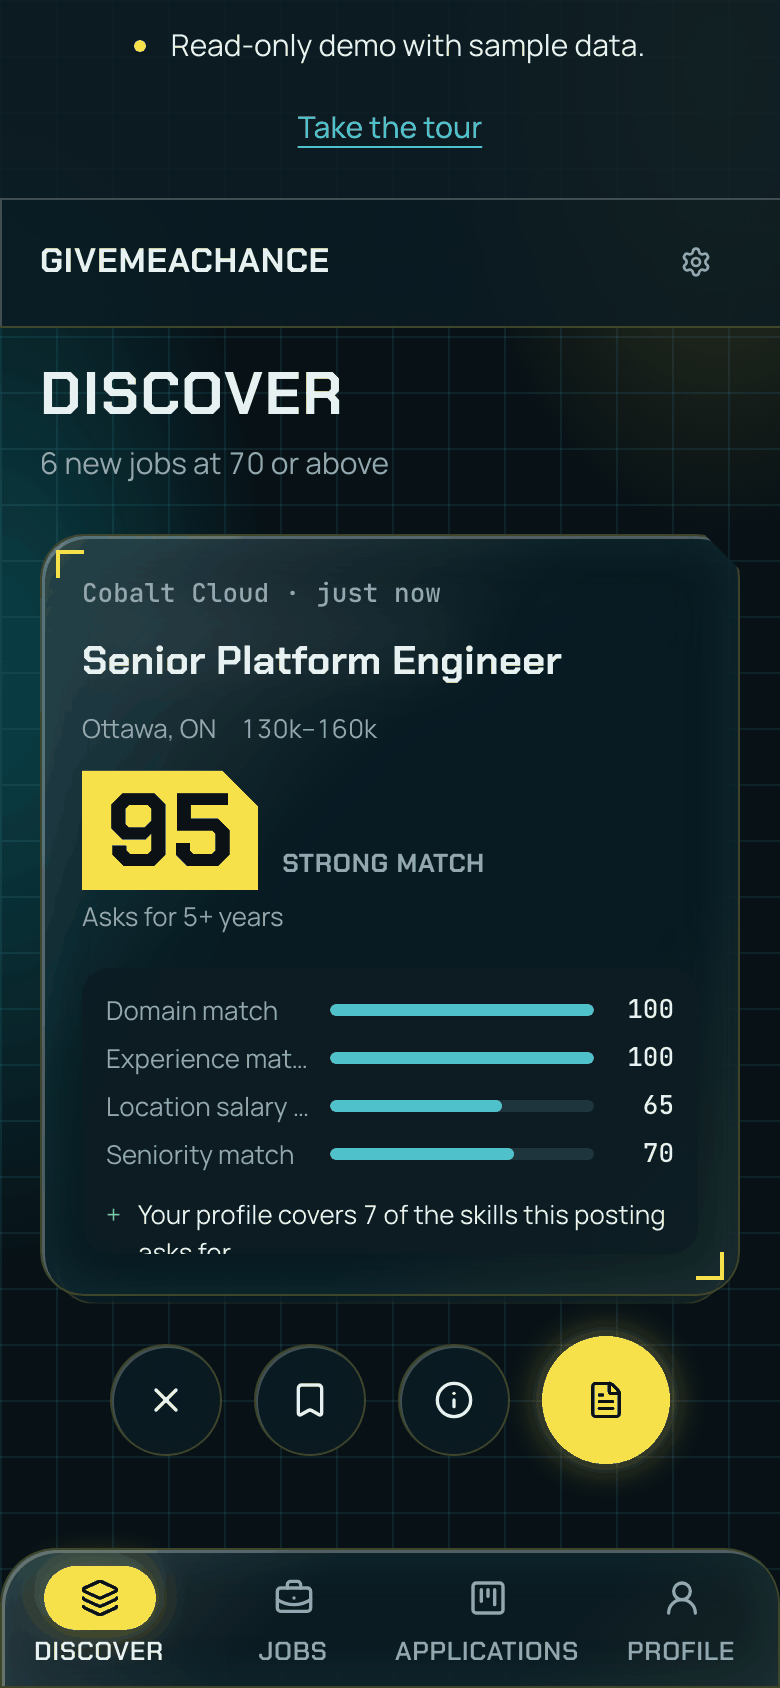 Read-only demo with sample data.
Take the tour
GIVEMEACHANCE
DISCOVER
6 new jobs at 70 or above
Cobalt Cloud · just now
Senior Platform Engineer
Ottawa, ON 130k–160k
95 STRONG MATCH
Asks for 5+ years
Domain match 100
Experience mat... 100
Location salary ... 65
Seniority match 70
+ Your profile covers 7 of the skills this posting
asks for
DISCOVER JOBS APPLICATIONS PROFILE